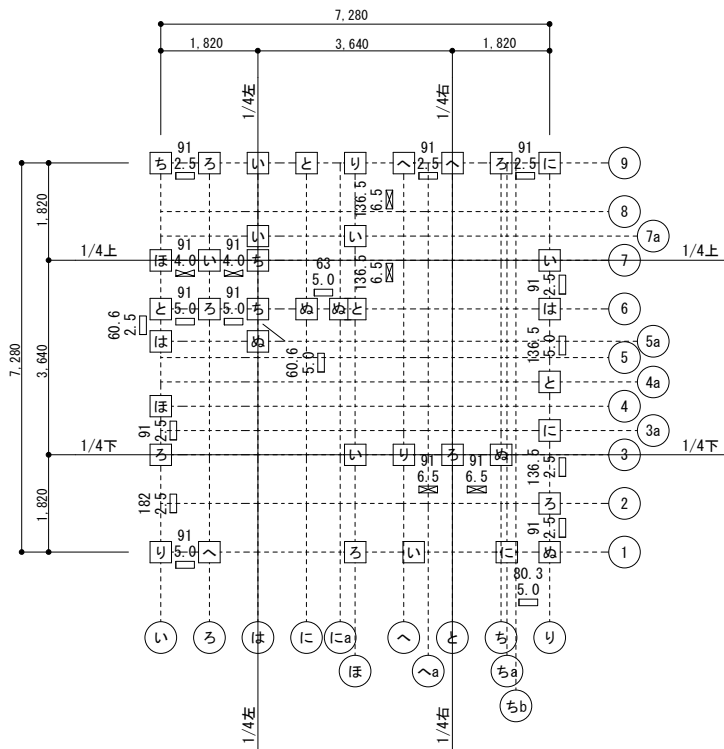 7,280
1,820 3,640 1,820
1/4左 1/4右
91 91 91
2.5 2.5 2.5
ち ろ い と り へ へ ろ に 9
136.5
6.5
8
1,820
い い 7a
91 91
4.0 4.0
1/4上 ほ い ち い 7 1/4上
136.5
6.5
63
5.0
91
2.5
91 91
5.0 5.0
と ろ ち ぬ ぬ と は 6
60.6
2.5
136.5
5.0
は ぬ 5a
5
60.6
5.0
7,280
3,640
と 4a
ほ 4
91
2.5
に 3a
1/4下 ろ い り ろ ぬ 3 1/4下
91 91
6.5 6.5
136.5
2.5
182
2.5
ろ 2
1,820
91
2.5
91
5.0
り へ ろ い に ぬ 1
80.3
5.0
い ろ は に にa へ と ち り
ほ へa ちa
ちb
1/4左 1/4右